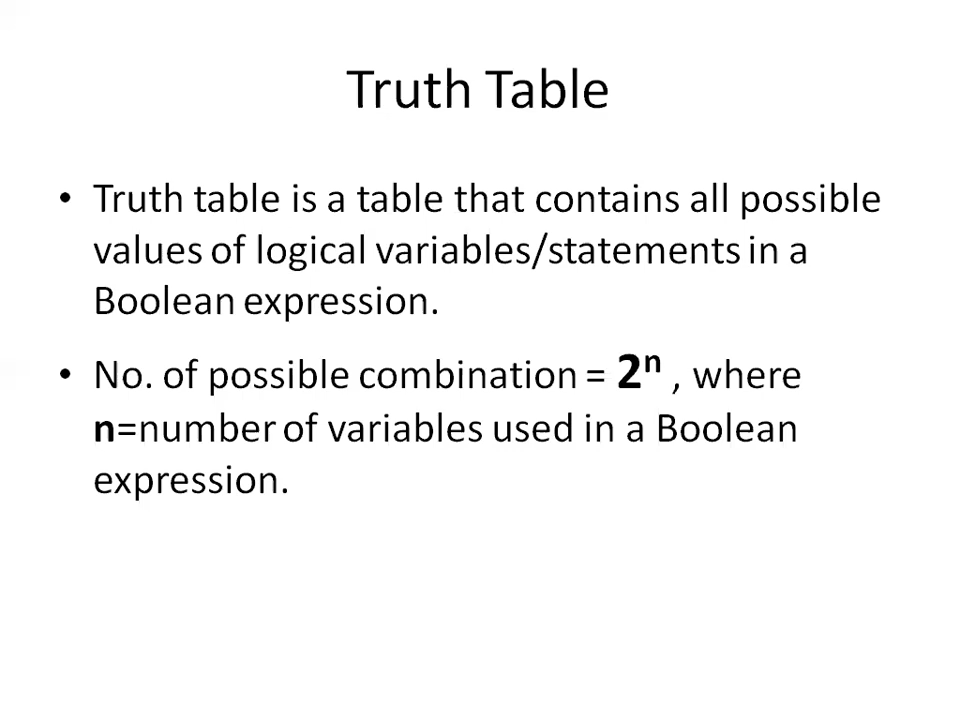 Truth Table
• Truth table is a table that contains all possible
values of logical variables/statements in a
Boolean expression.
• No. of possible combination = 2ⁿ , where
n=number of variables used in a Boolean
expression.